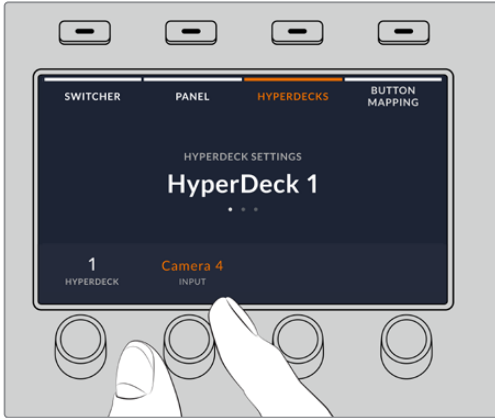 SWITCHER
PANEL
HYPERDECKS
BUTTON
MAPPING
HYPERDECK SETTINGS
HyperDeck 1
1
HYPERDECK
Camera 4
INPUT